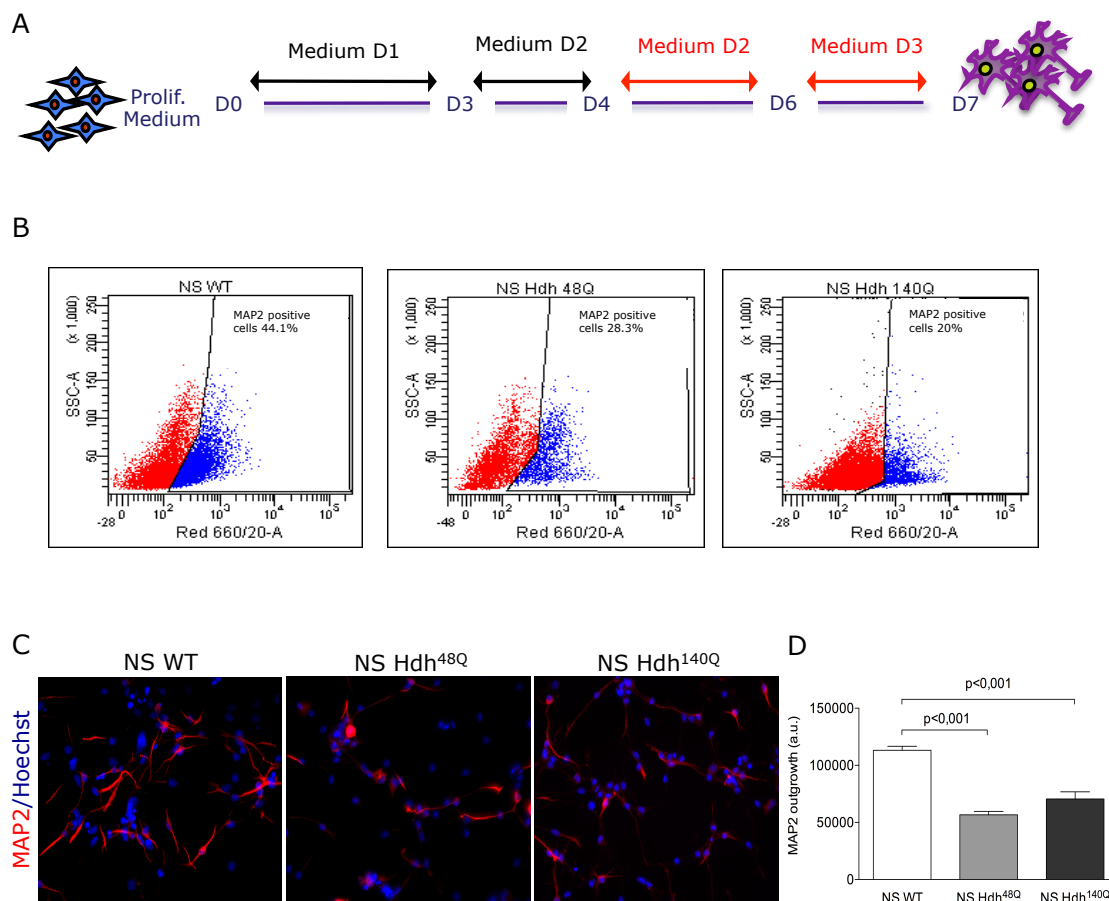 A
Medium D1
Medium D2
Medium D2
Medium D3
Prolif.
Medium
D0
D3
D4
D6
D7
B
NS WT
MAP2 positive
cells 44.1%
(x 1,000)
SSC-A
250
200
150
100
50
-28 0 10² 10³ 10⁴ 10⁵
Red 660/20-A
NS Hdh 48Q
MAP2 positive
cells 28.3%
(x 1,000)
SSC-A
250
200
150
100
50
-48 0 10² 10³ 10⁴ 10⁵
Red 660/20-A
NS Hdh 140Q
MAP2 positive
cells 20%
(x 1,000)
SSC-A
250
200
150
100
50
-28 0 10² 10³ 10⁴ 10⁵
Red 660/20-A
C
NS WT
NS Hdh⁴⁸Q
NS Hdh¹⁴⁰Q
MAP2/Hoechst
D
p<0,001
p<0,001
MAP2 outgrowth (a.u.)
150000
100000
50000
0
NS WT
NS Hdh⁴⁸Q
NS Hdh¹⁴⁰Q